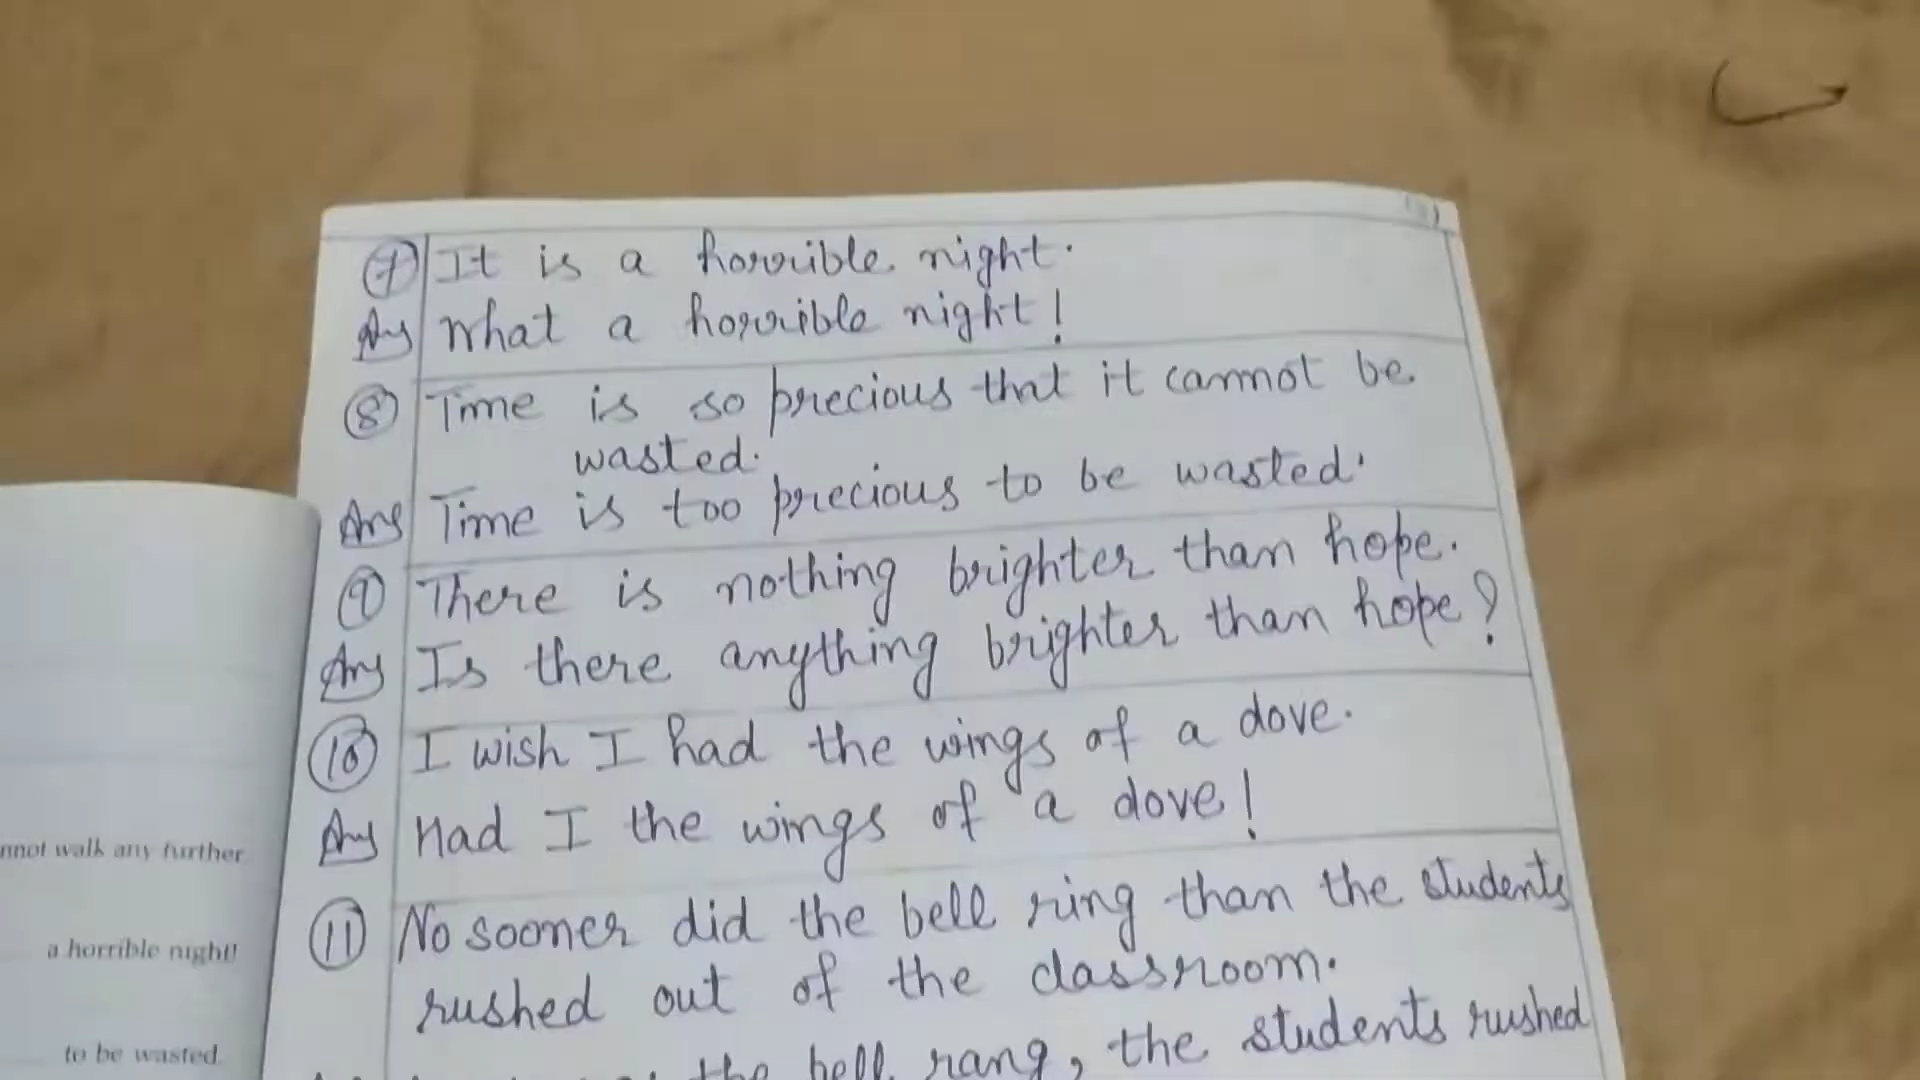 7 It is a horrible night.
Ans What a horrible night!
8 Time is so precious that it cannot be
wasted.
Ans Time is too precious to be wasted.
9 There is nothing brighter than hope.
Ans Is there anything brighter than hope?
10 I wish I had the wings of a dove.
Ans Had I the wings of a dove!
11 No sooner did the bell ring than the students
rushed out of the classroom.
the bell rang, the students rushed
walk any further
a horrible night!
to be wasted.